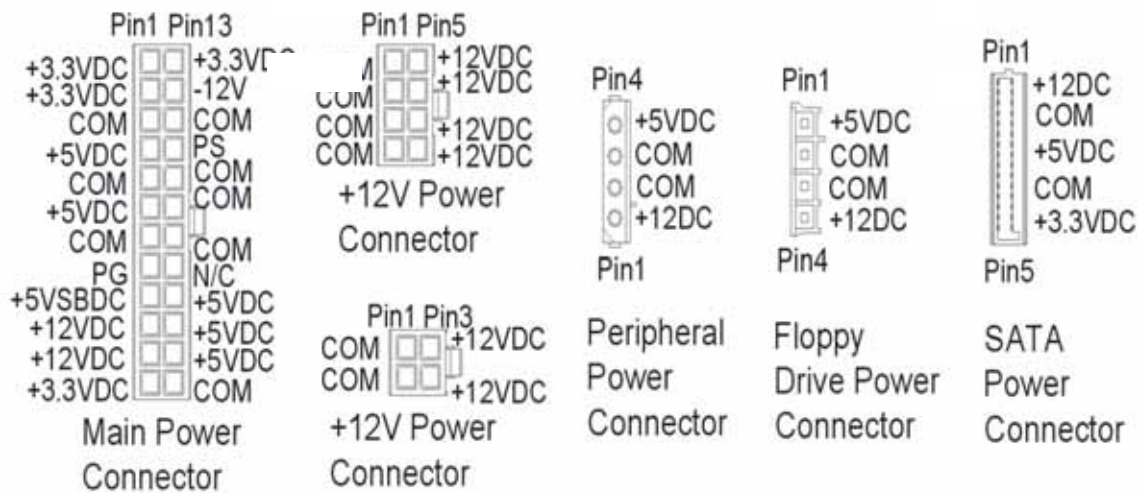 Pin1 Pin13
+3.3VDC
+3.3VDC
COM
+5VDC
COM
+5VDC
COM
PG
+5VSBDC
+12VDC
+12VDC
+3.3VDC
-12V
COM
PS
COM
COM
COM
N/C
+5VDC
+5VDC
+5VDC
COM
Main Power
Connector
Pin1 Pin5
COM
COM
COM
+12VDC
+12VDC
+12VDC
+12VDC
+12V Power
Connector
Pin1 Pin3
COM
COM
+12VDC
+12VDC
+12V Power
Connector
Pin4
+5VDC
COM
COM
+12DC
Pin1
Peripheral
Power
Connector
Pin1
+5VDC
COM
COM
+12DC
Pin4
Floppy
Drive Power
Connector
Pin1
+12DC
COM
+5VDC
COM
+3.3VDC
Pin5
SATA
Power
Connector